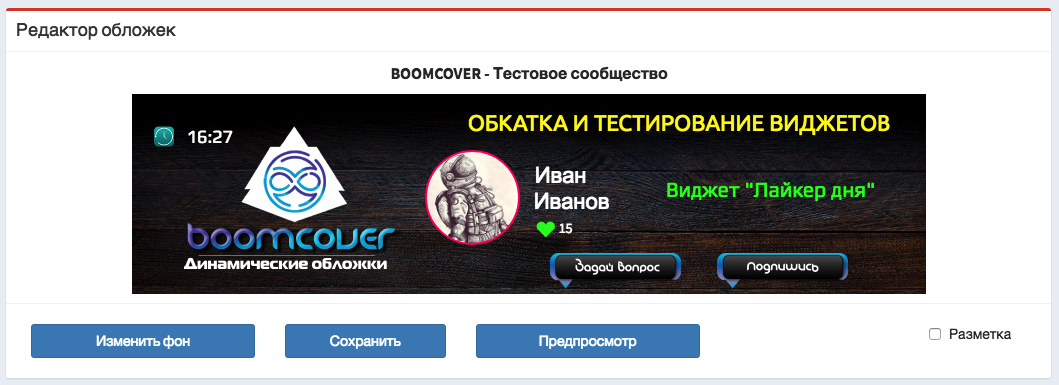 Редактор обложек
BOOMCOVER - Тестовое сообщество
ОБКАТКА И ТЕСТИРОВАНИЕ ВИДЖЕТОВ
16:27
Иван
Иванов
Виджет "Лайкер дня"
15
boomcover
Динамические обложки
Задай вопрос
Подпишись
Изменить фон
Сохранить
Предпросмотр
Разметка